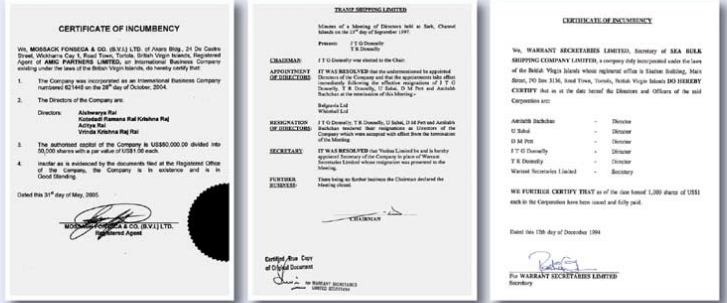 CERTIFICATE OF INCUMBENCY
We, MOSSACK FONSECA & CO. (B.V.I.) LTD. of Akara Bldg., 24 De Castro
Street, Wickhams Cay 1, Road Town, Tortola, British Virgin Islands, Registered
Agent of AMIC PARTNERS LIMITED, an International Business Company
existing under the laws of the British Virgin Islands, do hereby certify that:
1. The Company was incorporated as an International Business Company
numbered 621448 on the 28th day of October, 2004.
2. The Directors of the Company are:
Directors: Aishwarya Rai
Kotedadi Ramana Rai Krishna Rai
Aditya Rai
Vrinda Krishna Raj Rai
3. The authorised capital of the Company is US$50,000.00 divided into
50,000 shares with a par value of US$1.00 each.
4. Insofar as is evidenced by the documents filed at the Registered Office
of the Company, the Company is in existence and is in
Good Standing.
Dated this 31st day of May, 2005.
MOSSACK FONSECA & CO. (B.V.I.) LTD.
Registered Agent
TRAMP SHIPPING LIMITED
Minutes of a Meeting of Directors held at Sark, Channel
Islands on the day of September 1997.
Present: J T G Donnelly
T R Donnelly
CHAIRMAN: J T G Donnelly was elected to the Chair.
APPOINTMENT OF DIRECTORS: IT WAS RESOLVED that the undermentioned be appointed
Directors of the Company and that the appointments take effect
immediately following the effective resignations of J T G
Donnelly, T R Donnelly, U Sahai, D M Pett and Amitabh
Bachchan at the termination of this Meeting:-
Limited
RESIGNATION OF DIRECTORS: J T G Donnelly, T R Donnelly, U Sahai, D M Pett and Amitabh
Bachchan tendered their resignations as Directors of the
Company which were accepted with effect from the termination
of the Meeting.
SECRETARY: IT WAS RESOLVED that Limited be and is hereby
appointed Secretary of the Company in place of Warrant
Secretaries Limited whose resignation was presented to the
Meeting.
FURTHER BUSINESS: There being no further business the Chairman declared the
Meeting closed.
CHAIRMAN
Certified True Copy
of Original Document
for WARRANT SECRETARIES
LIMITED
CERTIFICATE OF INCUMBENCY
We, WARRANT SECRETARIES LIMITED, Secretary of SEA BULK
SHIPPING COMPANY LIMITED, a company duly incorporated under the laws
of the British Virgin Islands whose registered office is Building, Main
Street, PO Box 3136, Road Town, Tortola, British Virgin Islands DO HEREBY
CERTIFY that as at the date hereof the Directors and Officers of the said
Corporation are:
Amitabh Bachchan - Director
U Sahai - Director
D M Pett - Director
J T G Donnelly - Director
T R Donnelly - Director
Warrant Secretaries Limited - Secretary
WE FURTHER CERTIFY THAT as of the date hereof 1,000 shares of US$1
each in the Corporation have been issued and fully paid.
Dated this 13th day of December 1994
For WARRANT SECRETARIES LIMITED
Secretary